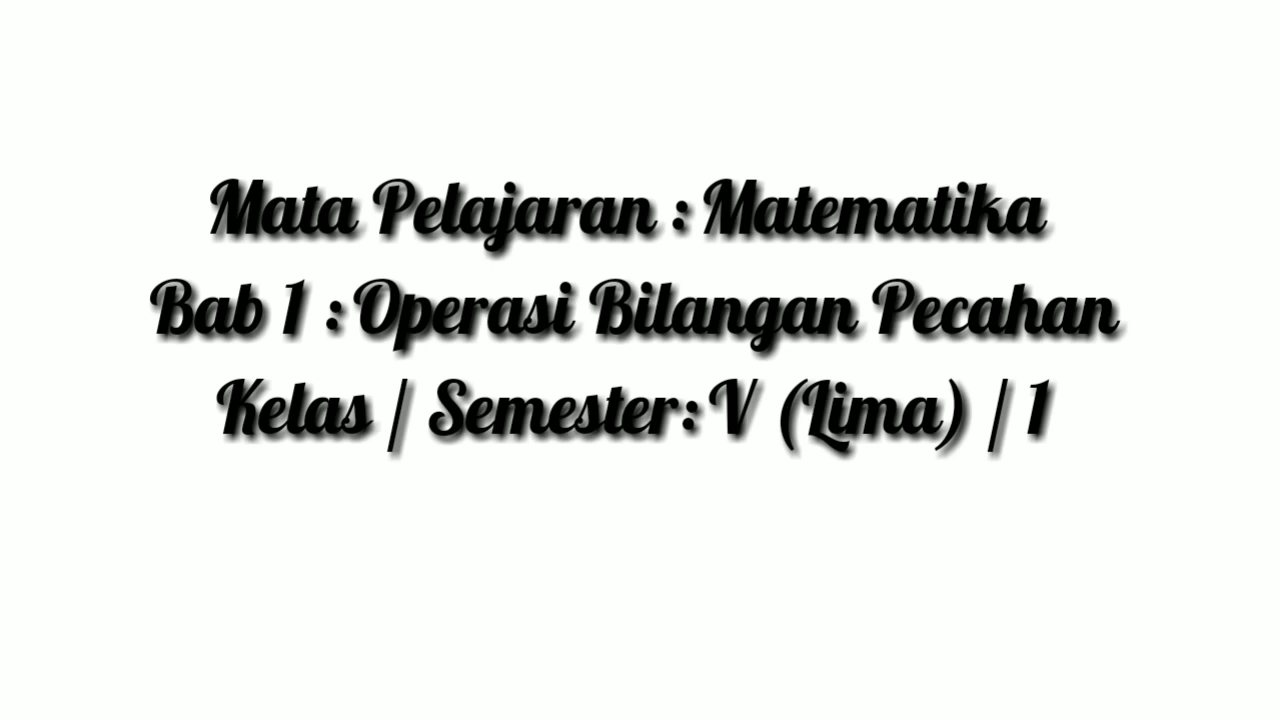 Mata Pelajaran : Matematika
Bab 1 : Operasi Bilangan Pecahan
Kelas / Semester: V (Lima) / 1